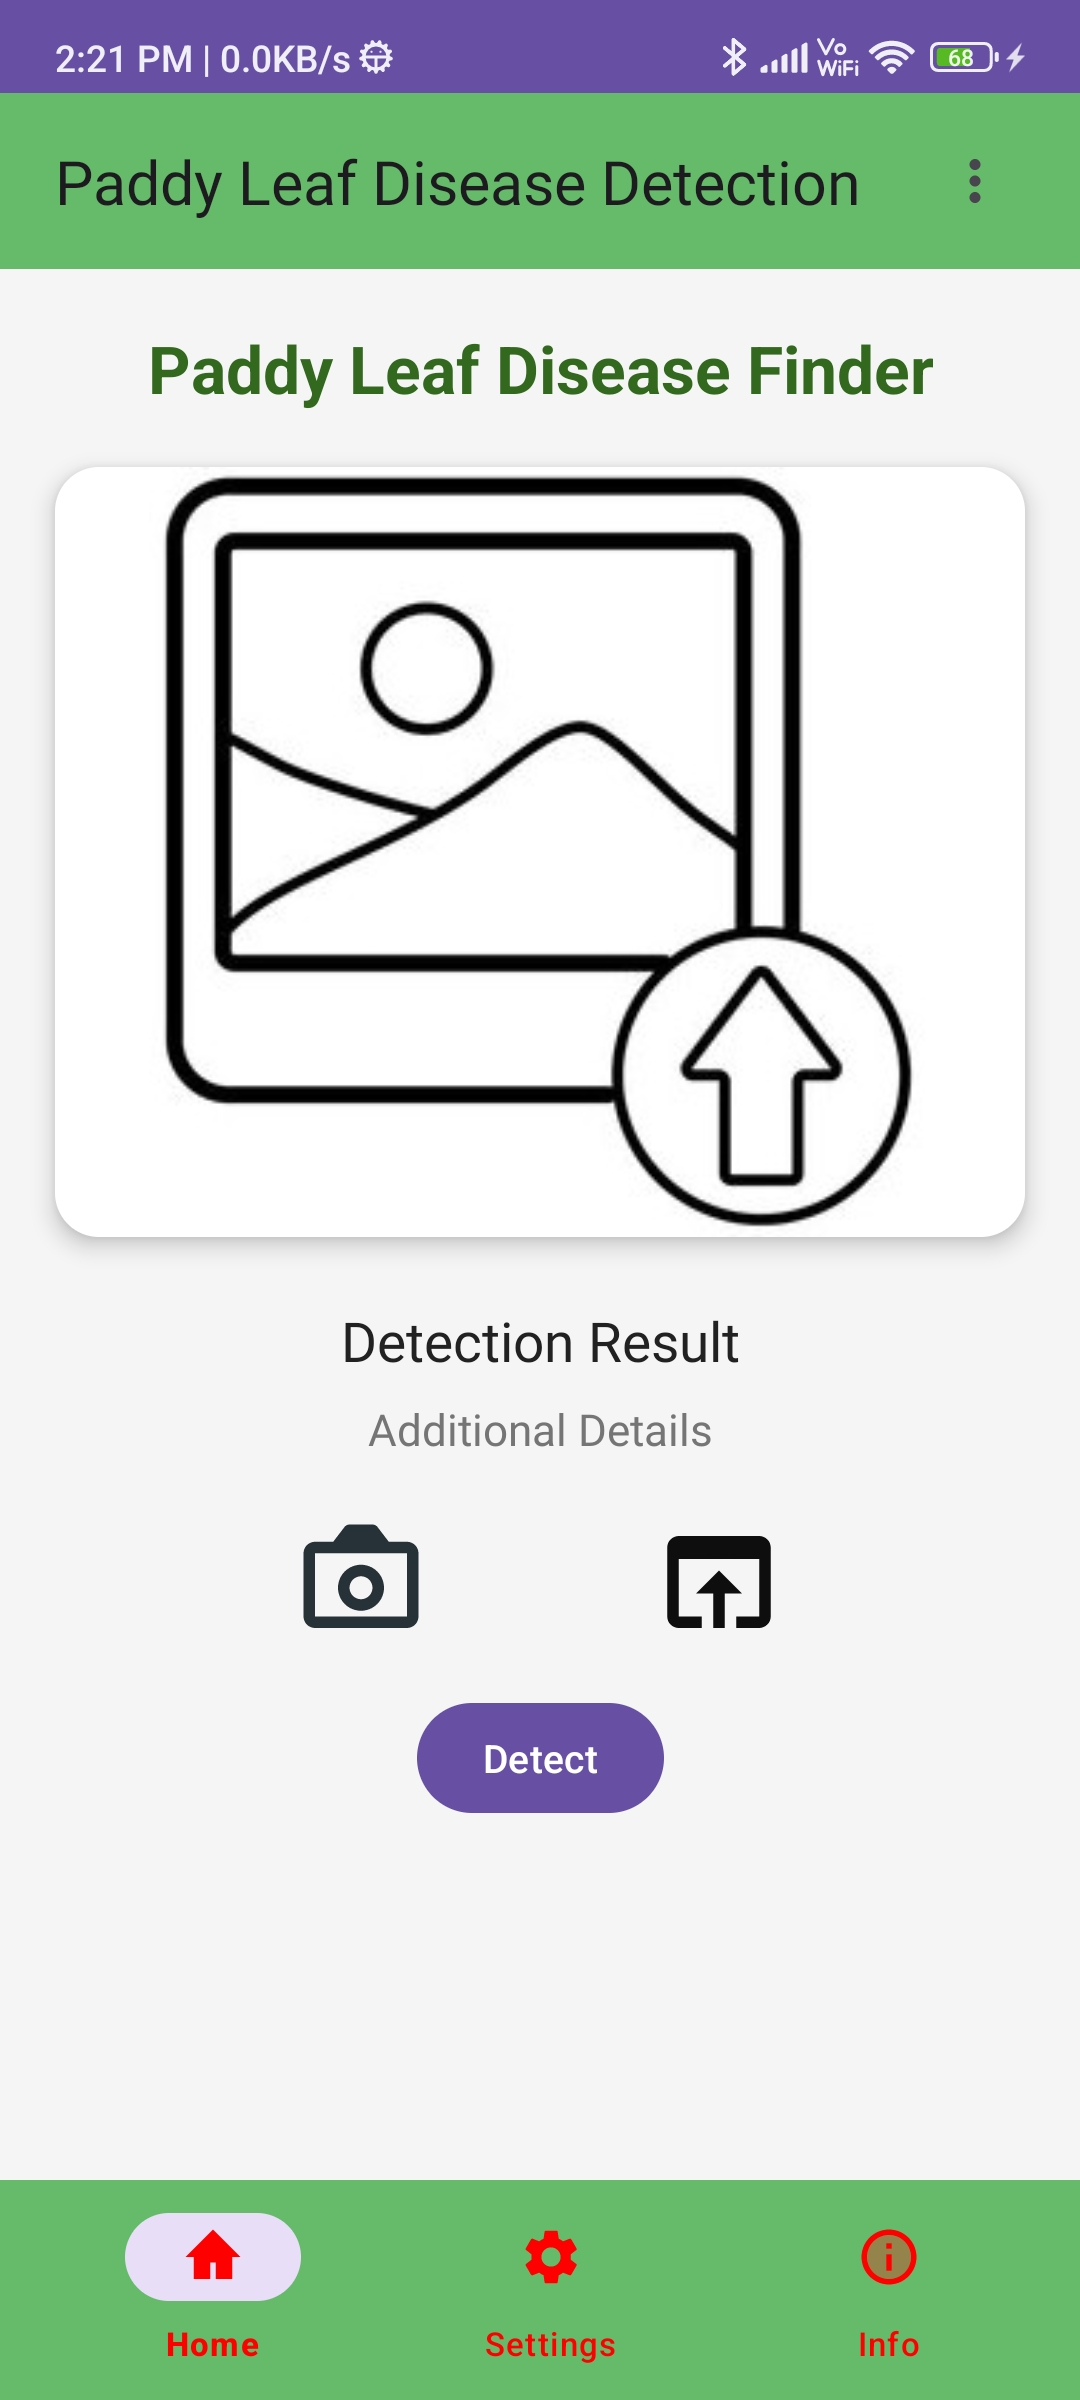 2:21 PM | 0.0KB/s
Vo
WiFi
68
Paddy Leaf Disease Detection
Paddy Leaf Disease Finder
Detection Result
Additional Details
Detect
Home Settings Info